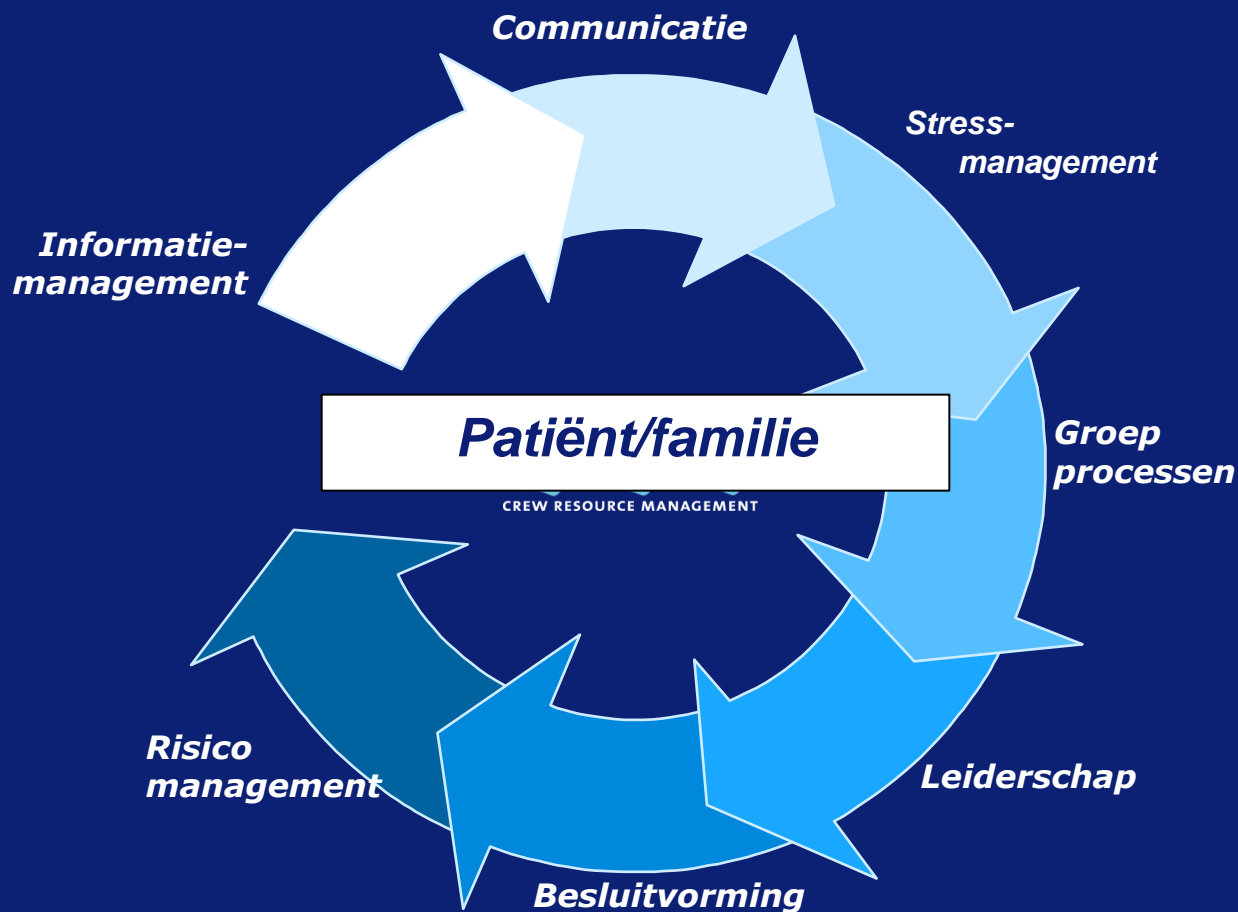 Communicatie
Stress-
management
Informatie-
management
Patiënt/familie
Groep
processen
CREW RESOURCE MANAGEMENT
Risico
management
Leiderschap
Besluitvorming